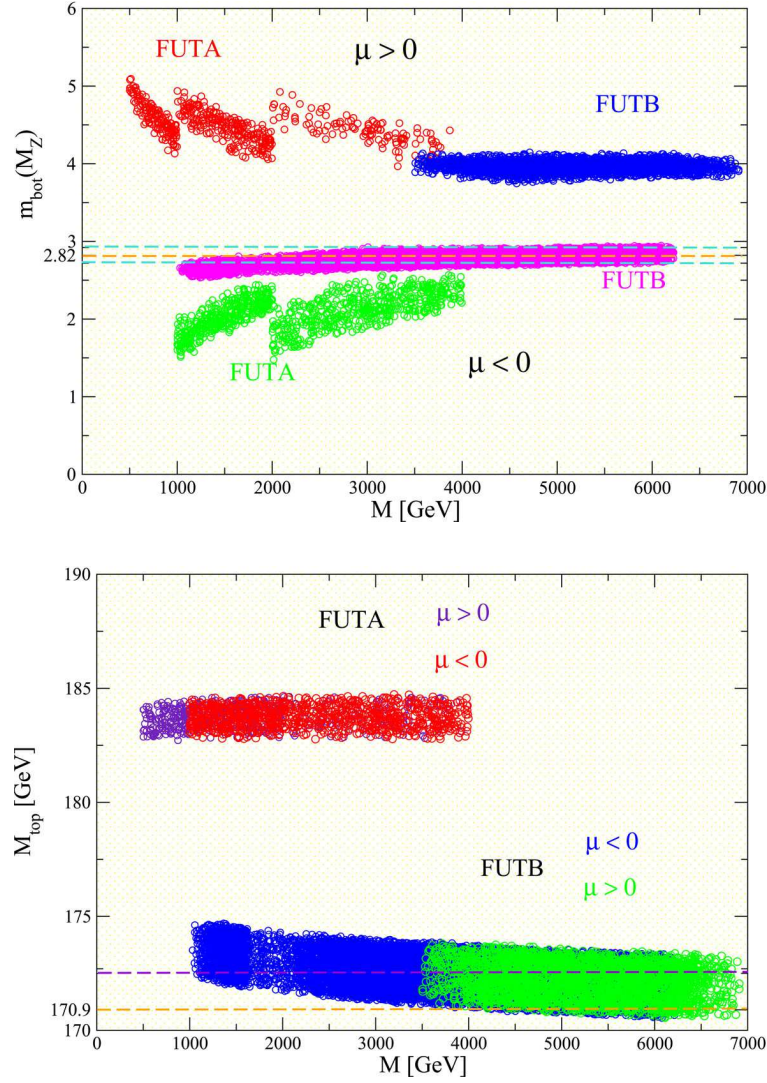 6
FUTA
μ > 0
5
FUTB
4
m_bot(M_Z)
3
2.82
FUTB
2
FUTA
μ < 0
1
0
0 1000 2000 3000 4000 5000 6000 7000
M [GeV]
190
FUTA
μ > 0
μ < 0
185
M_top [GeV]
180
μ < 0
FUTB
μ > 0
175
170.9
170
0 1000 2000 3000 4000 5000 6000 7000
M [GeV]